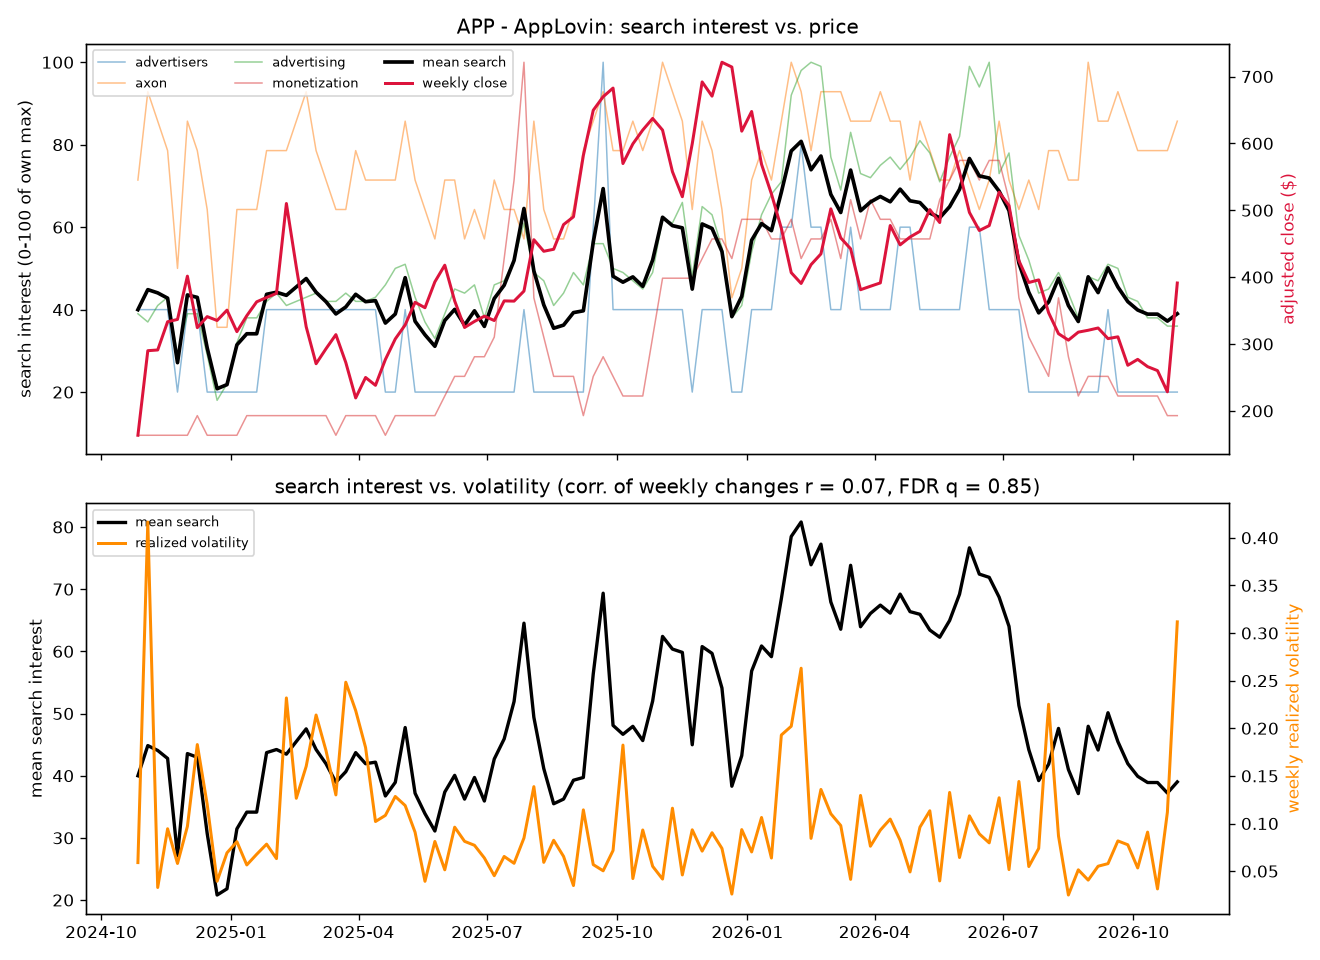 APP - AppLovin: search interest vs. price
advertisers
axon
advertising
monetization
mean search
weekly close
search interest (0-100 of own max)
100
80
60
40
20
700
600
500
400
300
200
adjusted close ($)
search interest vs. volatility (corr. of weekly changes r = 0.07, FDR q = 0.85)
mean search
realized volatility
mean search interest
80
70
60
50
40
30
20
0.40
0.35
0.30
0.25
0.20
0.15
0.10
0.05
weekly realized volatility
2024-10
2025-01
2025-04
2025-07
2025-10
2026-01
2026-04
2026-07
2026-10